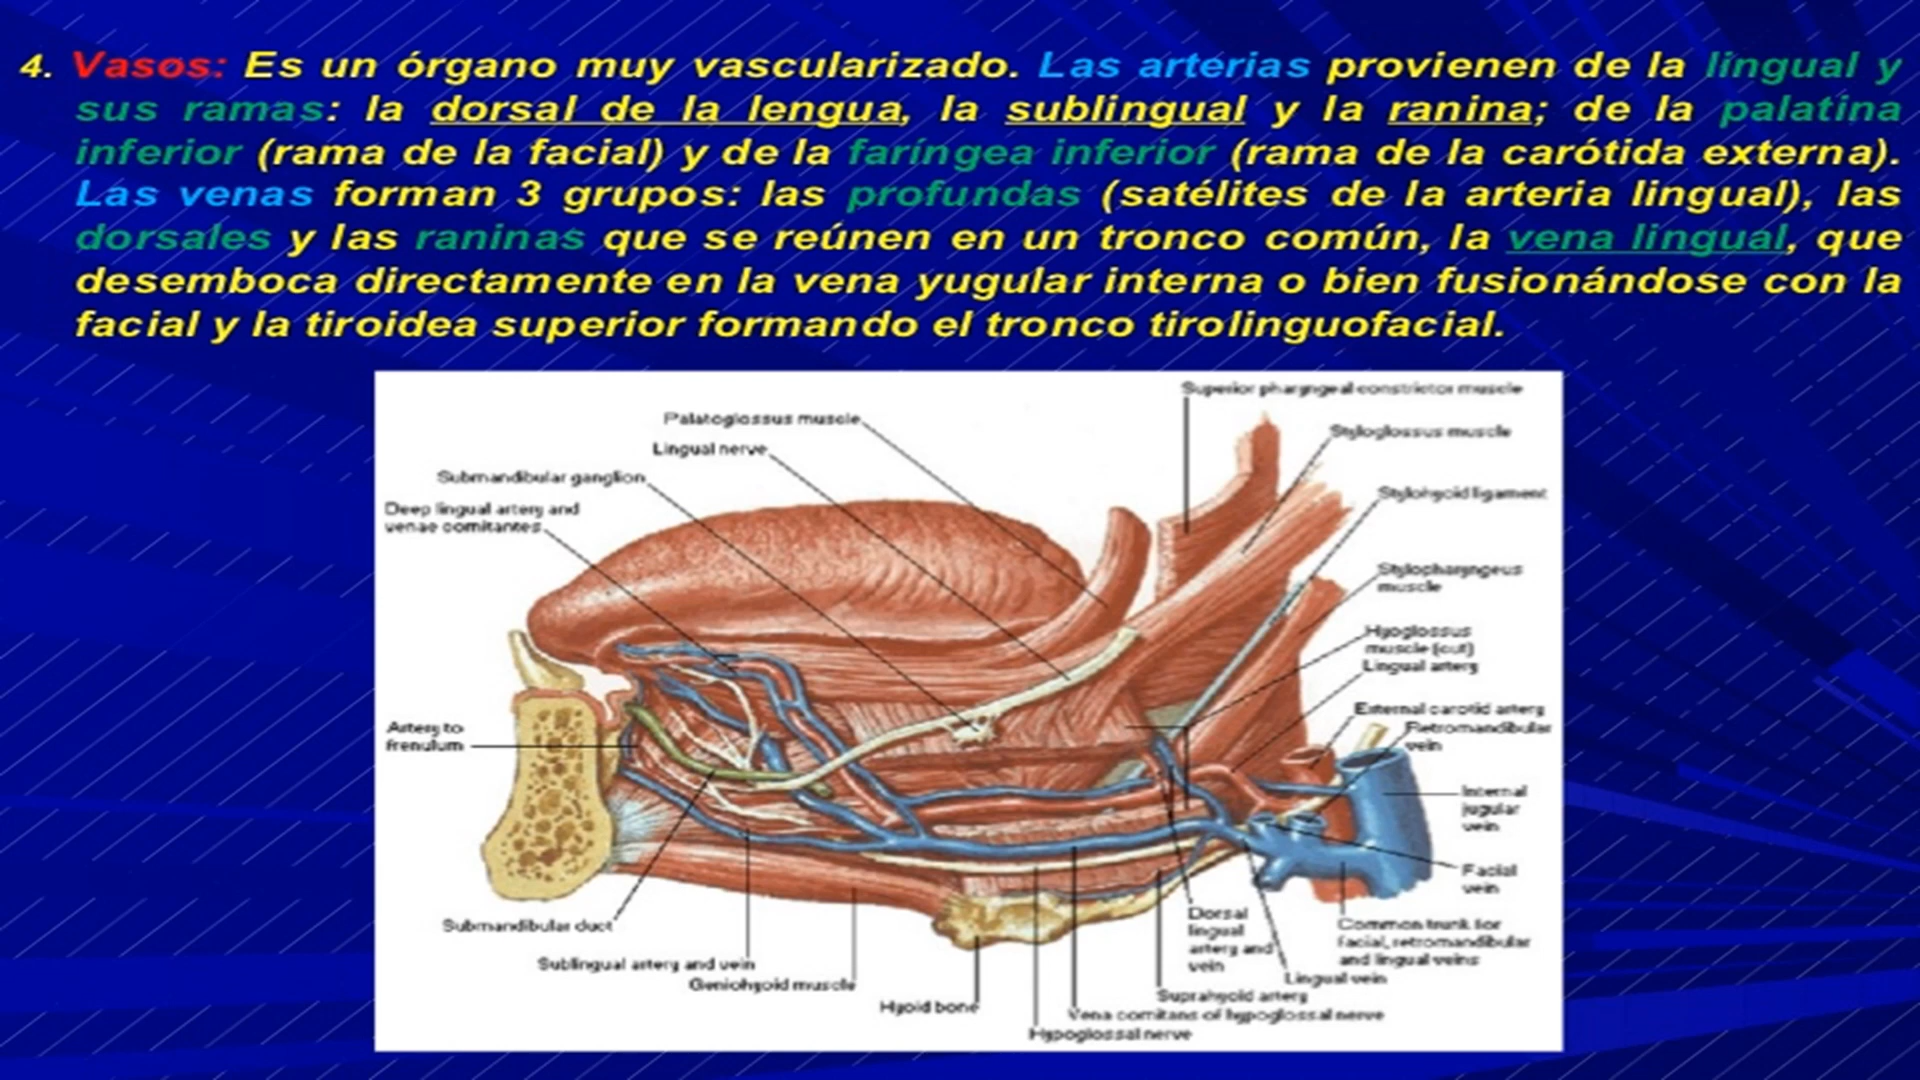 4. Vasos: Es un órgano muy vascularizado. Las arterias provienen de la lingual y
sus ramas: la dorsal de la lengua, la sublingual y la ranina; de la palatina
inferior (rama de la facial) y de la faríngea inferior (rama de la carótida externa).
Las venas forman 3 grupos: las profundas (satélites de la arteria lingual), las
dorsales y las raninas que se reúnen en un tronco común, la vena lingual, que
desemboca directamente en la vena yugular interna o bien fusionándose con la
facial y la tiroidea superior formando el tronco tirolinguofacial.
Superior pharyngeal constrictor muscle
Palatoglossus muscle
Styloglossus muscle
Lingual nerve
Submandibular ganglion
Stylohyoid ligament
Deep lingual artery and
venae comitantes
Stylopharyngeus
muscle
Hyoglossus
muscle (cut)
Lingual artery
External carotid artery
Retromandibular
vein
Artery to
frenulum
Internal
jugular
vein
Facial
vein
Submandibular duct
Dorsal
lingual
artery and
vein
Common trunk for
facial, retromandibular
and lingual veins
Sublingual artery and vein
Lingual vein
Geniohyoid muscle
Suprahyoid artery
Hyoid bone
Vena comitans of hypoglossal nerve
Hypoglossal nerve